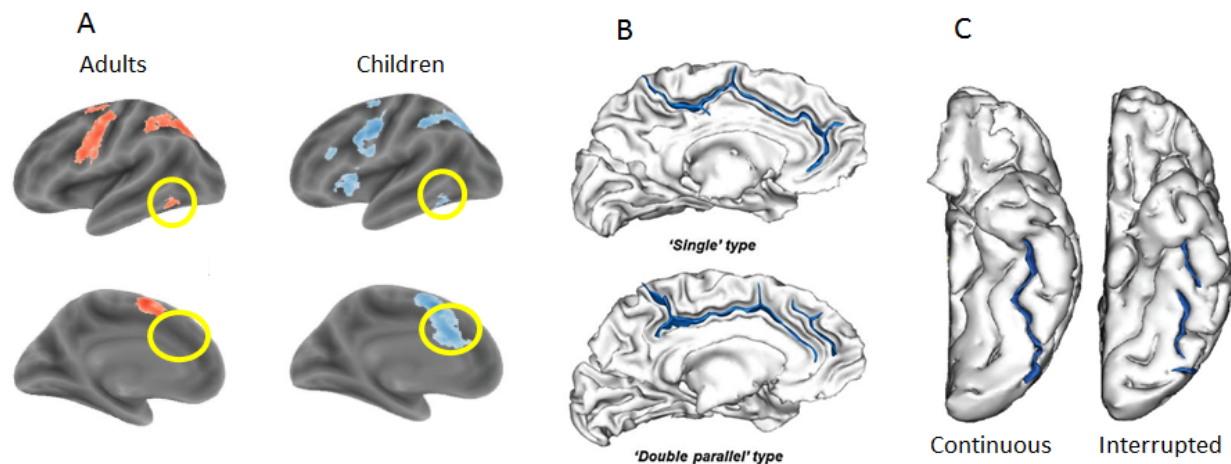 A
Adults
Children
B
'Single' type
'Double parallel' type
C
Continuous
Interrupted